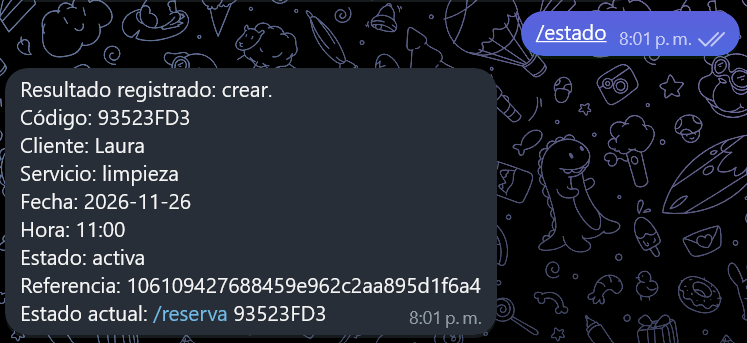 /estado 8:01 p. m.
Resultado registrado: crear.
Código: 93523FD3
Cliente: Laura
Servicio: limpieza
Fecha: 2026-11-26
Hora: 11:00
Estado: activa
Referencia: 106109427688459e962c2aa895d1f6a4
Estado actual: /reserva 93523FD3 8:01 p. m.